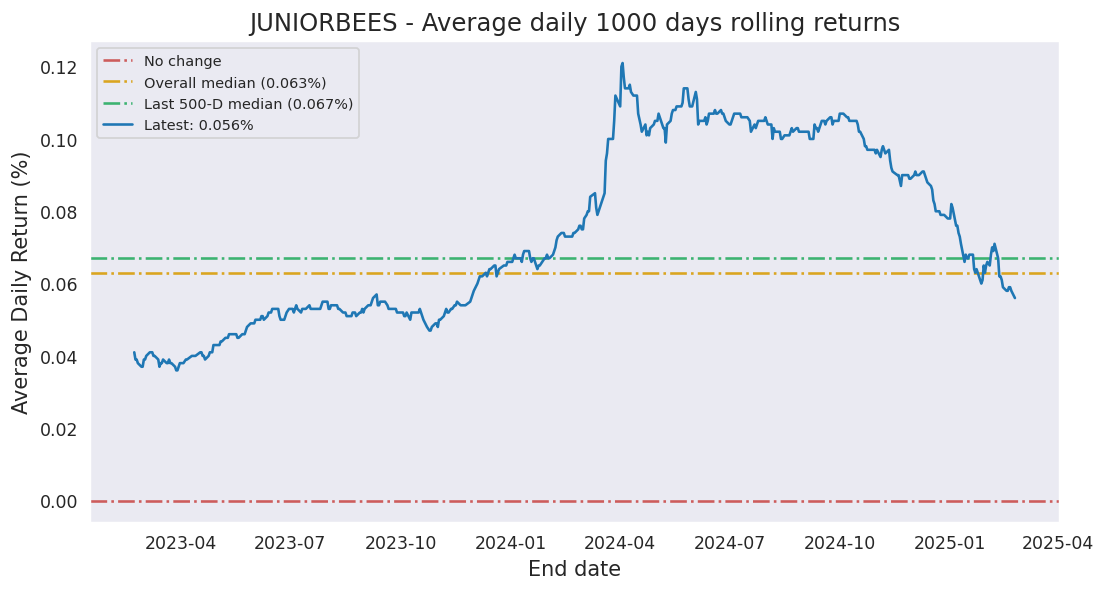 JUNIORBEES - Average daily 1000 days rolling returns
No change
Overall median (0.063%)
Last 500-D median (0.067%)
Latest: 0.056%
Average Daily Return (%)
0.12
0.10
0.08
0.06
0.04
0.02
0.00
2023-04 2023-07 2023-10 2024-01 2024-04 2024-07 2024-10 2025-01 2025-04
End date